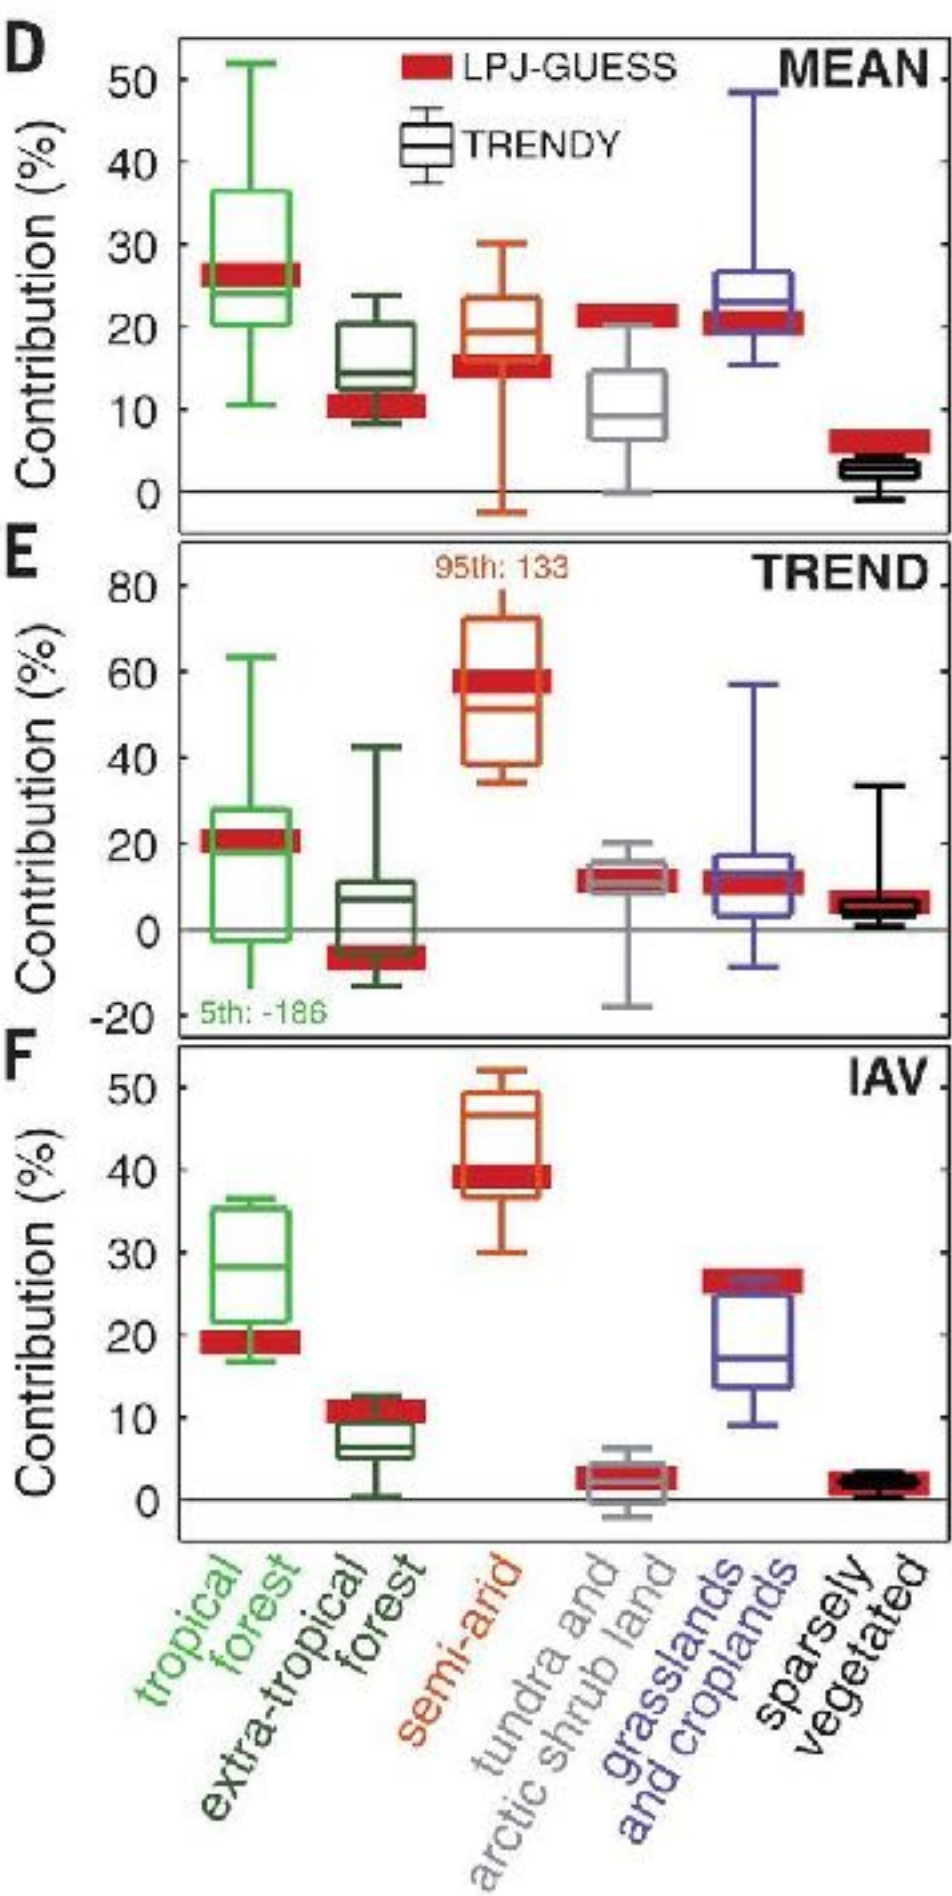 D
MEAN
LPJ-GUESS
TRENDY
Contribution (%)
50
40
30
20
10
0
E
TREND
95th: 133
Contribution (%)
80
60
40
20
0
-20
5th: -186
F
IAV
Contribution (%)
50
40
30
20
10
0
tropical
forest
extra-tropical
forest
semi-arid
tundra and
arctic shrub land
grasslands
and croplands
sparsely
vegetated